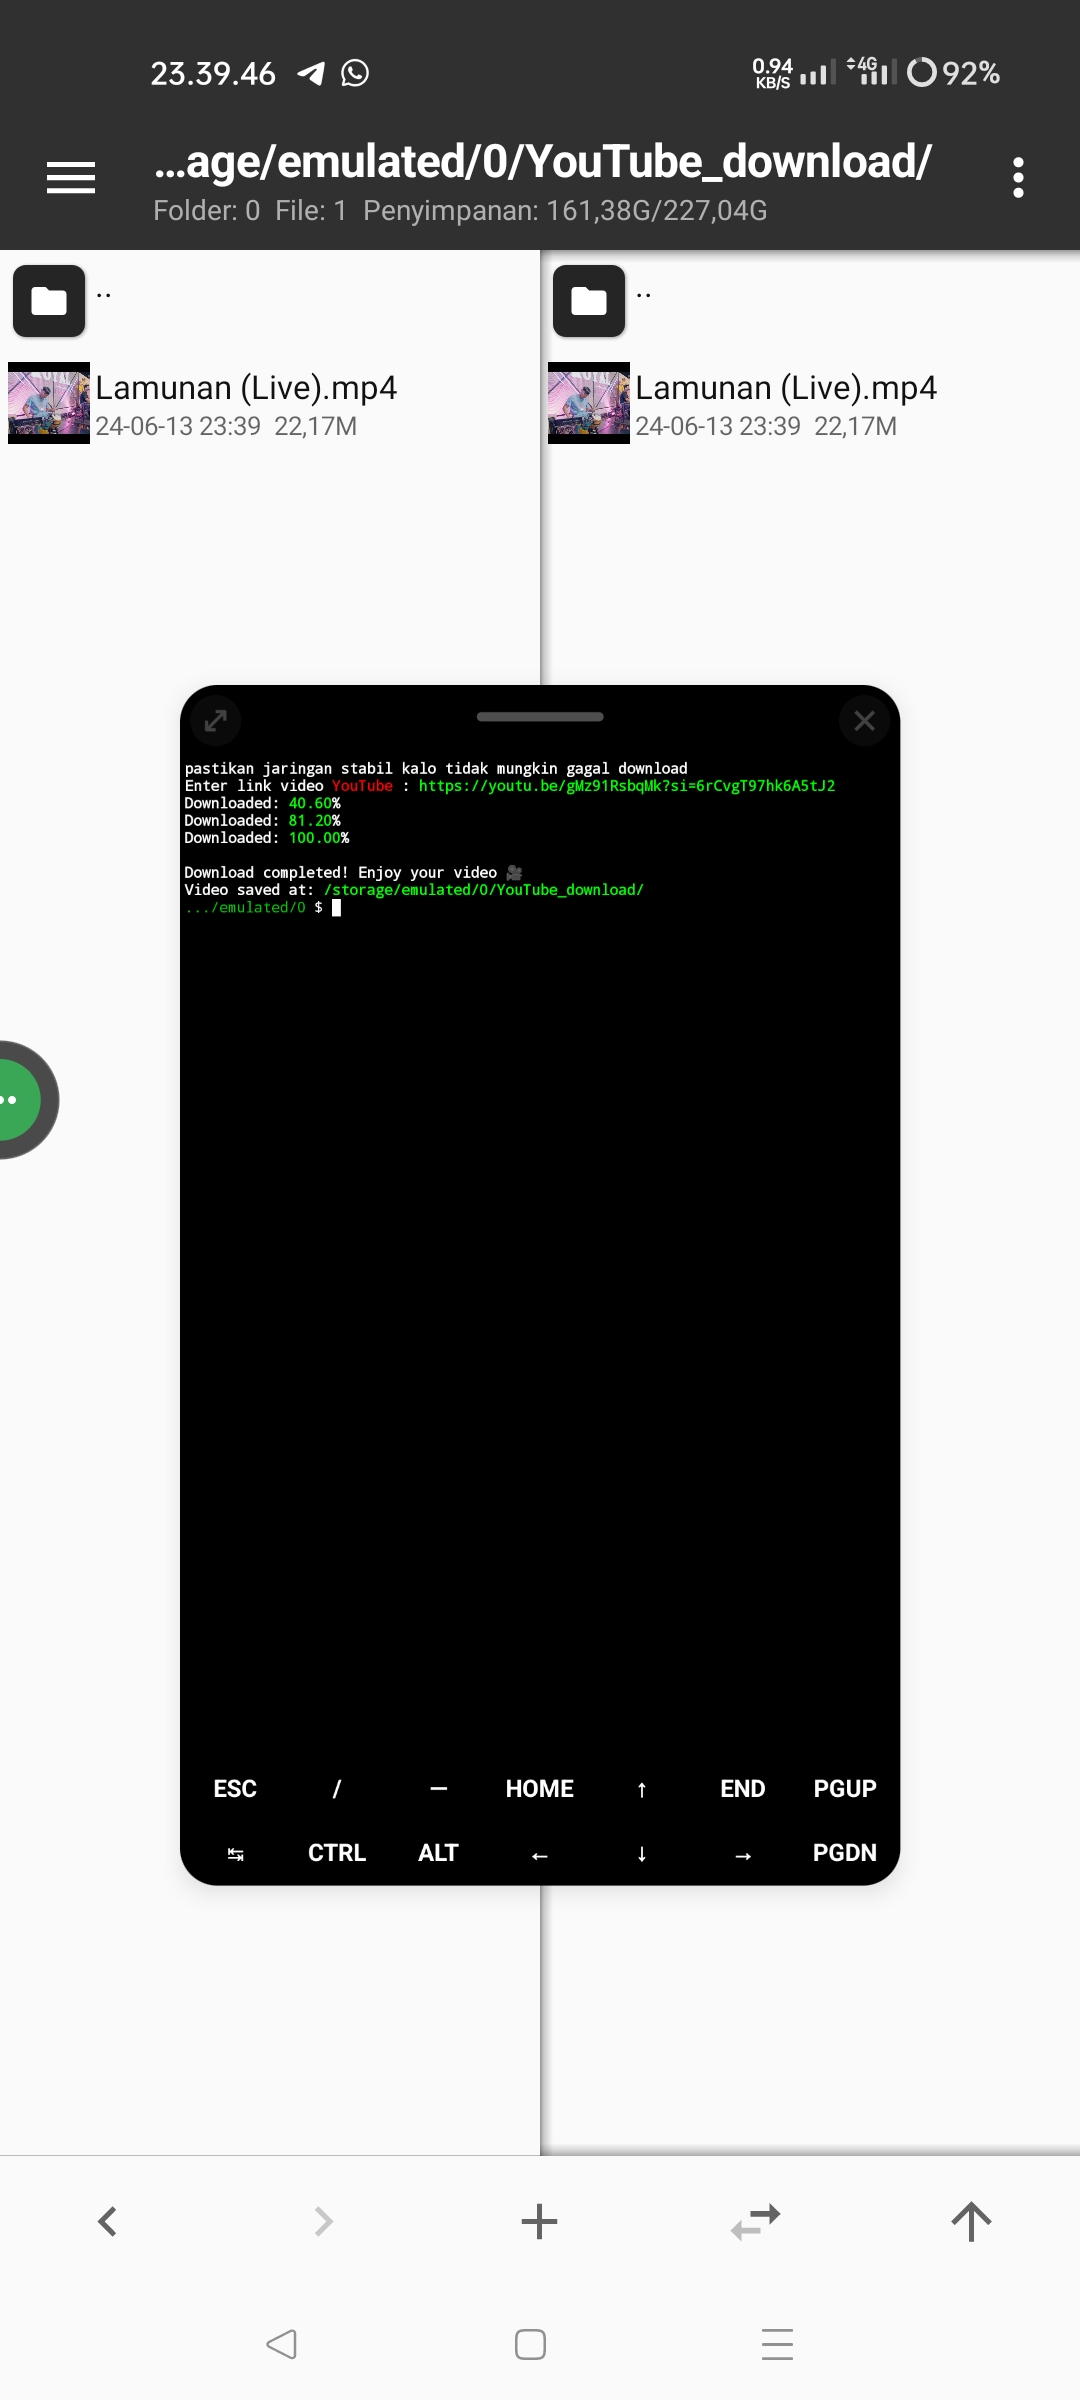 23.39.46
0.94 KB/S 4G 92%
...age/emulated/0/YouTube_download/
Folder: 0 File: 1 Penyimpanan: 161,38G/227,04G
..
..
Lamunan (Live).mp4
24-06-13 23:39 22,17M
Lamunan (Live).mp4
24-06-13 23:39 22,17M
pastikan jaringan stabil kalo tidak mungkin gagal download
Enter link video YouTube : https://youtu.be/gMz91RsbqMk?si=6rCvgT97hk6A5tJ2
Downloaded: 40.60%
Downloaded: 81.20%
Downloaded: 100.00%
Download completed! Enjoy your video 🎥
Video saved at: /storage/emulated/0/YouTube_download/
.../emulated/0 $
ESC / — HOME ↑ END PGUP
↹ CTRL ALT ← ↓ → PGDN